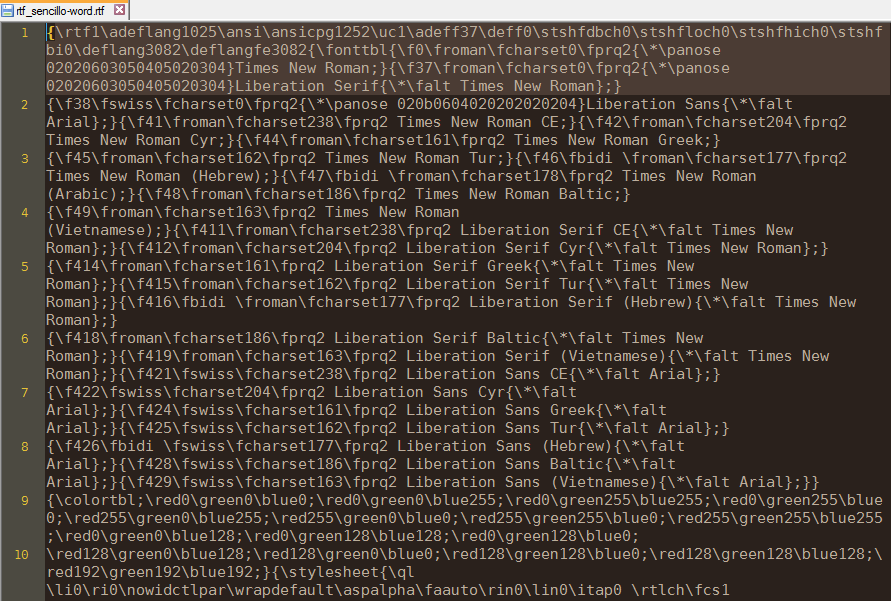 rtf_sencillo-word.rtf
1 {\rtf1\adeflang1025\ansi\ansicpg1252\uc1\adeff37\deff0\stshfdbch0\stshfloch0\stshfhich0\stshf
bi0\deflang3082\deflangfe3082{\fonttbl{\f0\froman\fcharset0\fprq2{\*\panose
02020603050405020304}Times New Roman;}{\f37\froman\fcharset0\fprq2{\*\panose
02020603050405020304}Liberation Serif{\*\falt Times New Roman};}
2 {\f38\fswiss\fcharset0\fprq2{\*\panose 020b0604020202020204}Liberation Sans{\*\falt
Arial};}{\f41\froman\fcharset238\fprq2 Times New Roman CE;}{\f42\froman\fcharset204\fprq2
Times New Roman Cyr;}{\f44\froman\fcharset161\fprq2 Times New Roman Greek;}
3 {\f45\froman\fcharset162\fprq2 Times New Roman Tur;}{\f46\fbidi \froman\fcharset177\fprq2
Times New Roman (Hebrew);}{\f47\fbidi \froman\fcharset178\fprq2 Times New Roman
(Arabic);}{\f48\froman\fcharset186\fprq2 Times New Roman Baltic;}
4 {\f49\froman\fcharset163\fprq2 Times New Roman
(Vietnamese);}{\f411\froman\fcharset238\fprq2 Liberation Serif CE{\*\falt Times New
Roman};}{\f412\froman\fcharset204\fprq2 Liberation Serif Cyr{\*\falt Times New Roman};}
5 {\f414\froman\fcharset161\fprq2 Liberation Serif Greek{\*\falt Times New
Roman};}{\f415\froman\fcharset162\fprq2 Liberation Serif Tur{\*\falt Times New
Roman};}{\f416\fbidi \froman\fcharset177\fprq2 Liberation Serif (Hebrew){\*\falt Times New
Roman};}
6 {\f418\froman\fcharset186\fprq2 Liberation Serif Baltic{\*\falt Times New
Roman};}{\f419\froman\fcharset163\fprq2 Liberation Serif (Vietnamese){\*\falt Times New
Roman};}{\f421\fswiss\fcharset238\fprq2 Liberation Sans CE{\*\falt Arial};}
7 {\f422\fswiss\fcharset204\fprq2 Liberation Sans Cyr{\*\falt
Arial};}{\f424\fswiss\fcharset161\fprq2 Liberation Sans Greek{\*\falt
Arial};}{\f425\fswiss\fcharset162\fprq2 Liberation Sans Tur{\*\falt Arial};}
8 {\f426\fbidi \fswiss\fcharset177\fprq2 Liberation Sans (Hebrew){\*\falt
Arial};}{\f428\fswiss\fcharset186\fprq2 Liberation Sans Baltic{\*\falt
Arial};}{\f429\fswiss\fcharset163\fprq2 Liberation Sans (Vietnamese){\*\falt Arial};}}
9 {\colortbl;\red0\green0\blue0;\red0\green0\blue255;\red0\green255\blue255;\red0\green255\blue
0;\red255\green0\blue255;\red255\green0\blue0;\red255\green255\blue0;\red255\green255\blue255
;\red0\green0\blue128;\red0\green128\blue128;\red0\green128\blue0;
10 \red128\green0\blue128;\red128\green0\blue0;\red128\green128\blue0;\red128\green128\blue128;\
red192\green192\blue192;}{\stylesheet{\ql
\li0\ri0\nowidctlpar\wrapdefault\aspalpha\faauto\rin0\lin0\itap0 \rtlch\fcs1